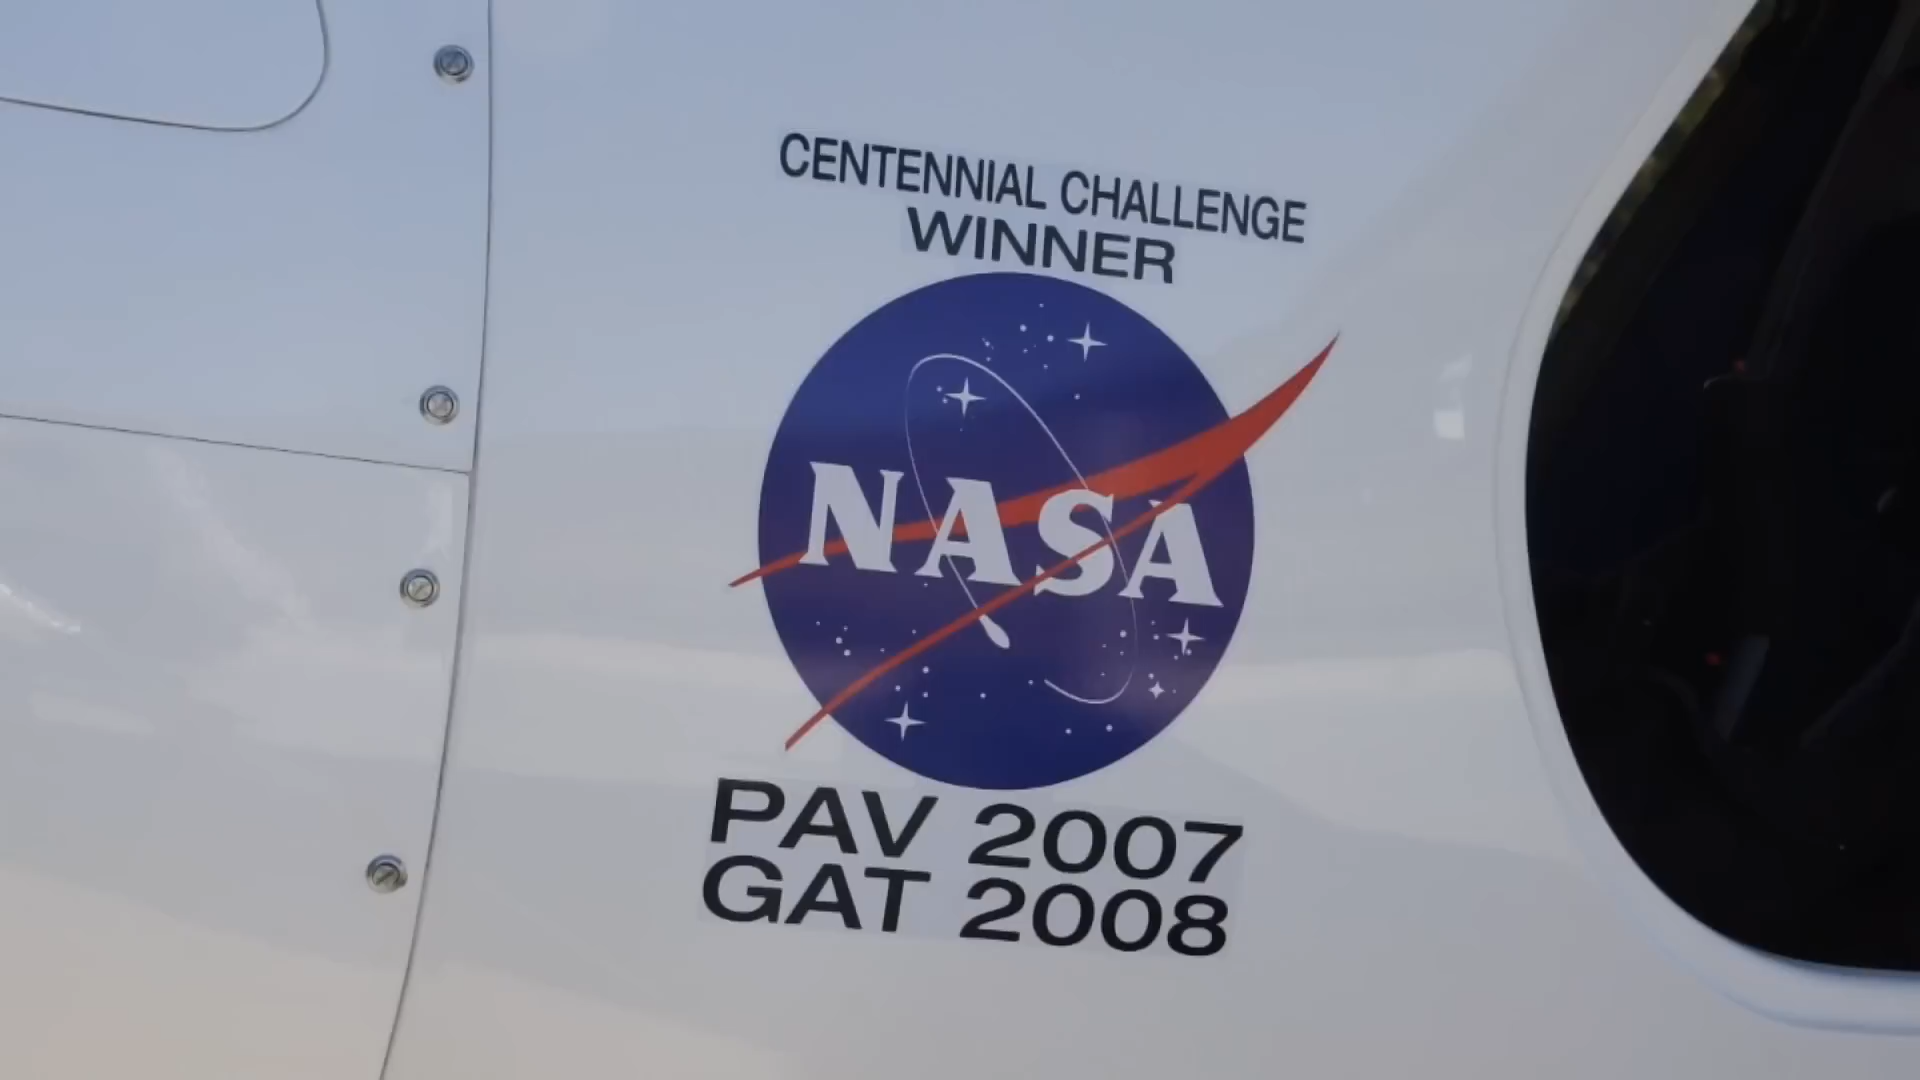 CENTENNIAL CHALLENGE
WINNER
NASA
PAV 2007
GAT 2008